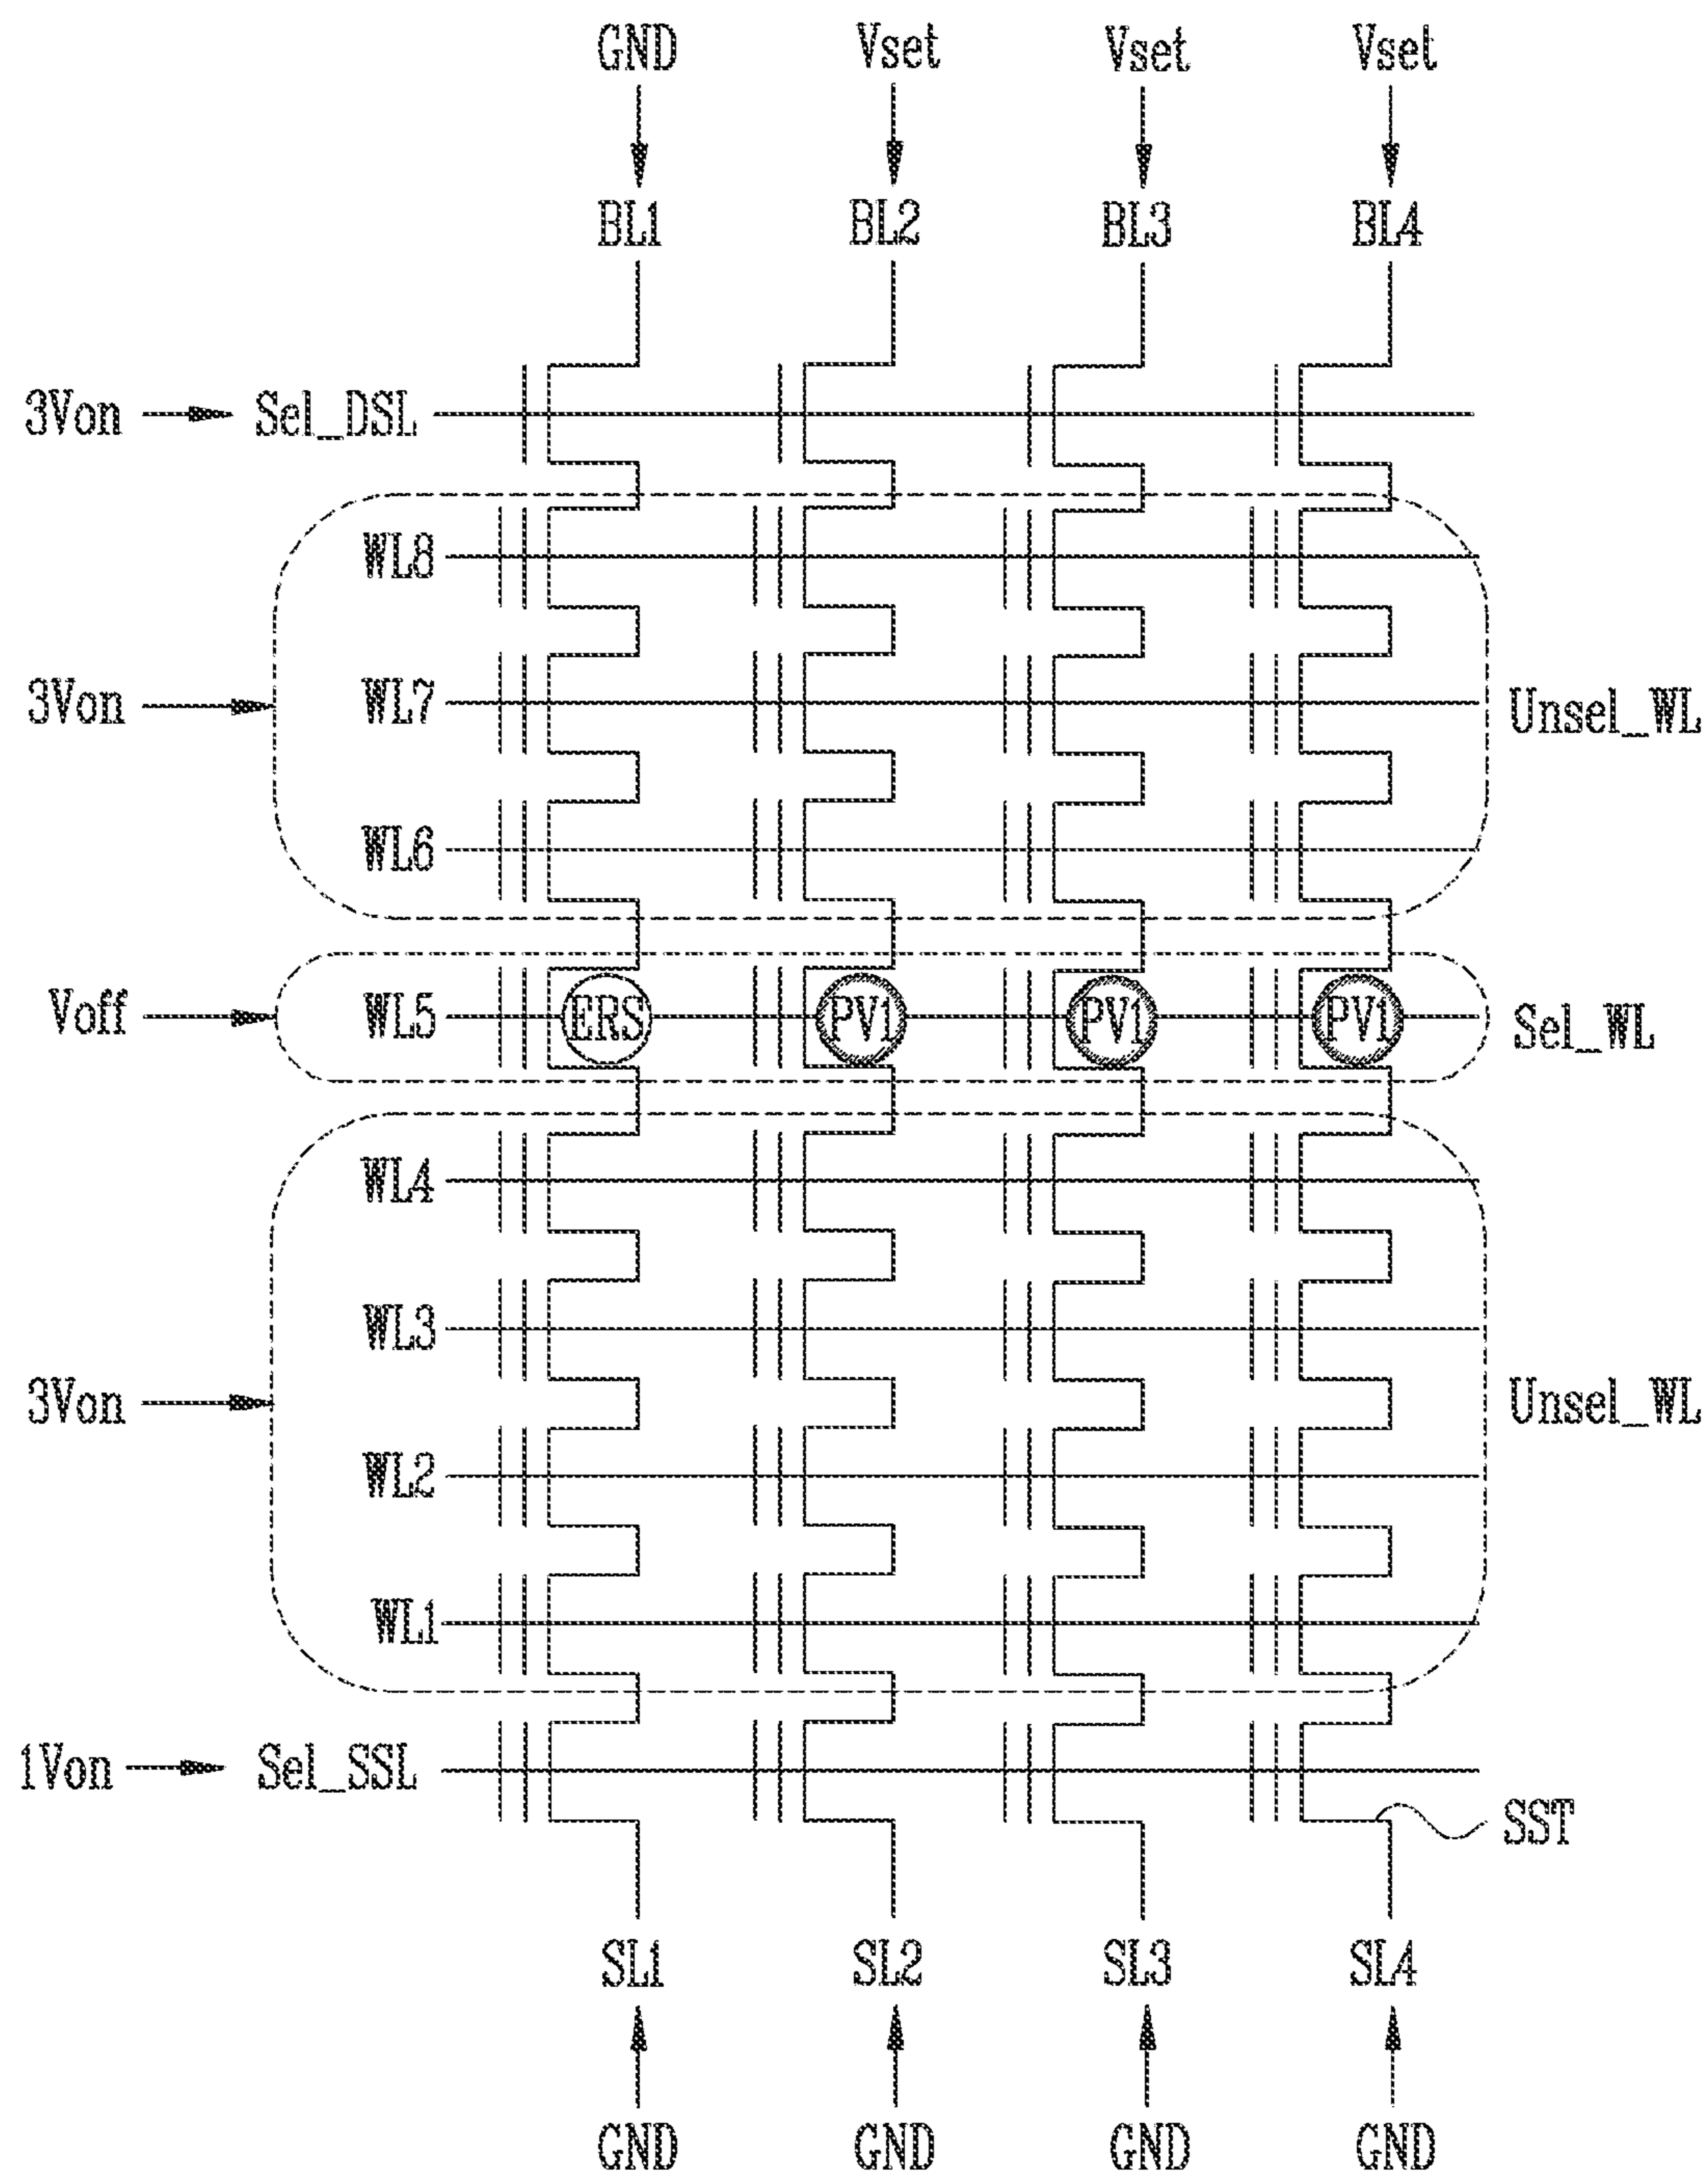 GND Vset Vset Vset
BL1 BL2 BL3 BL4
3Von Sel_DSL
WL8
3Von WL7 Unsel_WL
WL6
Voff WL5 ERS PV1 PV1 PV1 Sel_WL
WL4
WL3
3Von Unsel_WL
WL2
WL1
1Von Sel_SSL
SST
SL1 SL2 SL3 SL4
GND GND GND GND